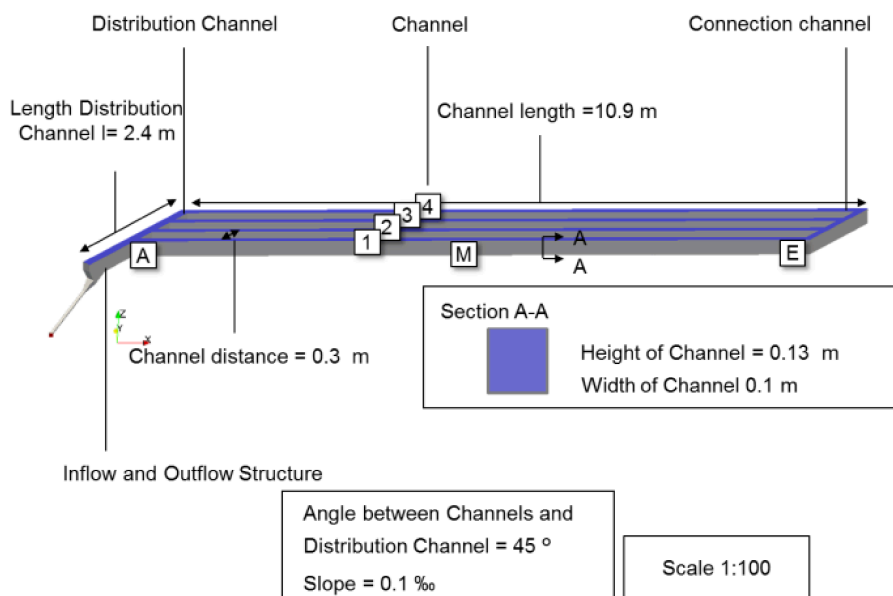 Distribution Channel
Channel
Connection channel
Length Distribution
Channel l= 2.4 m
Channel length =10.9 m
4
3
2
1
A
M
A
A
E
Z
Y
X
Channel distance = 0.3 m
Section A-A
Height of Channel = 0.13 m
Width of Channel 0.1 m
Inflow and Outflow Structure
Angle between Channels and
Distribution Channel = 45 º
Slope = 0.1 ‰
Scale 1:100